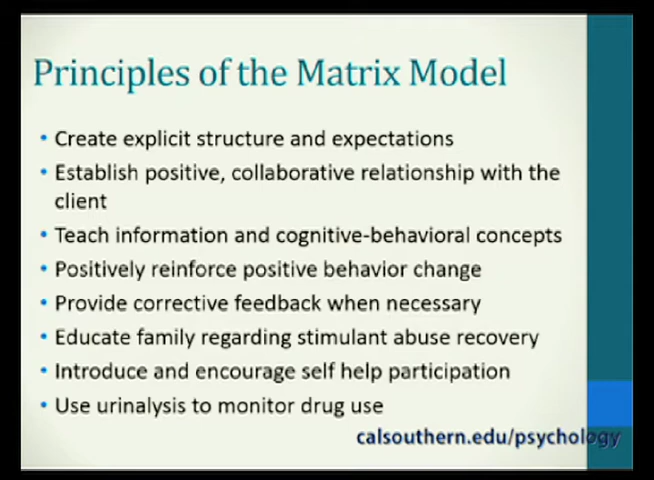 Principles of the Matrix Model
• Create explicit structure and expectations
• Establish positive, collaborative relationship with the
client
• Teach information and cognitive-behavioral concepts
• Positively reinforce positive behavior change
• Provide corrective feedback when necessary
• Educate family regarding stimulant abuse recovery
• Introduce and encourage self help participation
• Use urinalysis to monitor drug use
calsouthern.edu/psychology